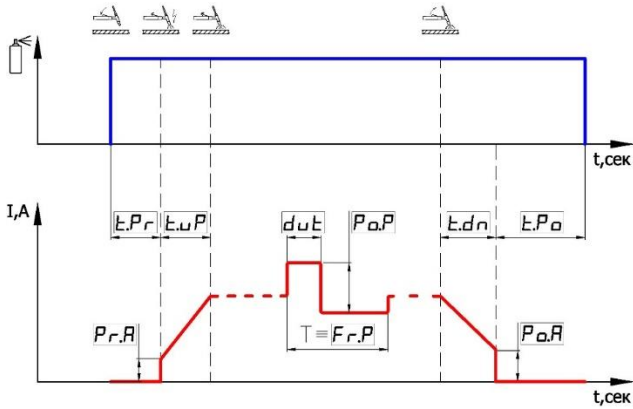 t,сек
I,A
t.Pr
t.uP
dut
Po.P
t.dn
t.Po
Pr.A
T = Fr.P
Po.A
t,сек